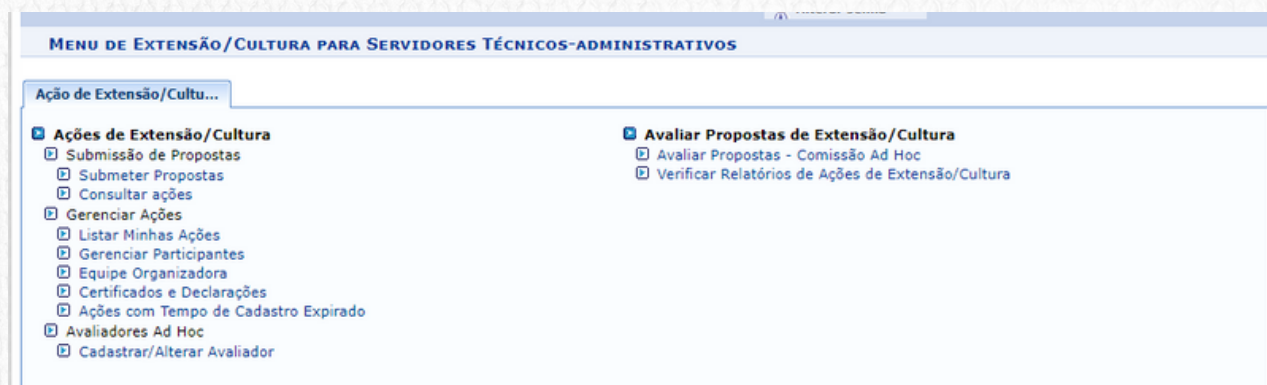 MENU DE EXTENSÃO/CULTURA PARA SERVIDORES TÉCNICOS-ADMINISTRATIVOS
Ação de Extensão/Cultu...
Ações de Extensão/Cultura
Submissão de Propostas
Submeter Propostas
Consultar ações
Gerenciar Ações
Listar Minhas Ações
Gerenciar Participantes
Equipe Organizadora
Certificados e Declarações
Ações com Tempo de Cadastro Expirado
Avaliadores Ad Hoc
Cadastrar/Alterar Avaliador
Avaliar Propostas de Extensão/Cultura
Avaliar Propostas - Comissão Ad Hoc
Verificar Relatórios de Ações de Extensão/Cultura